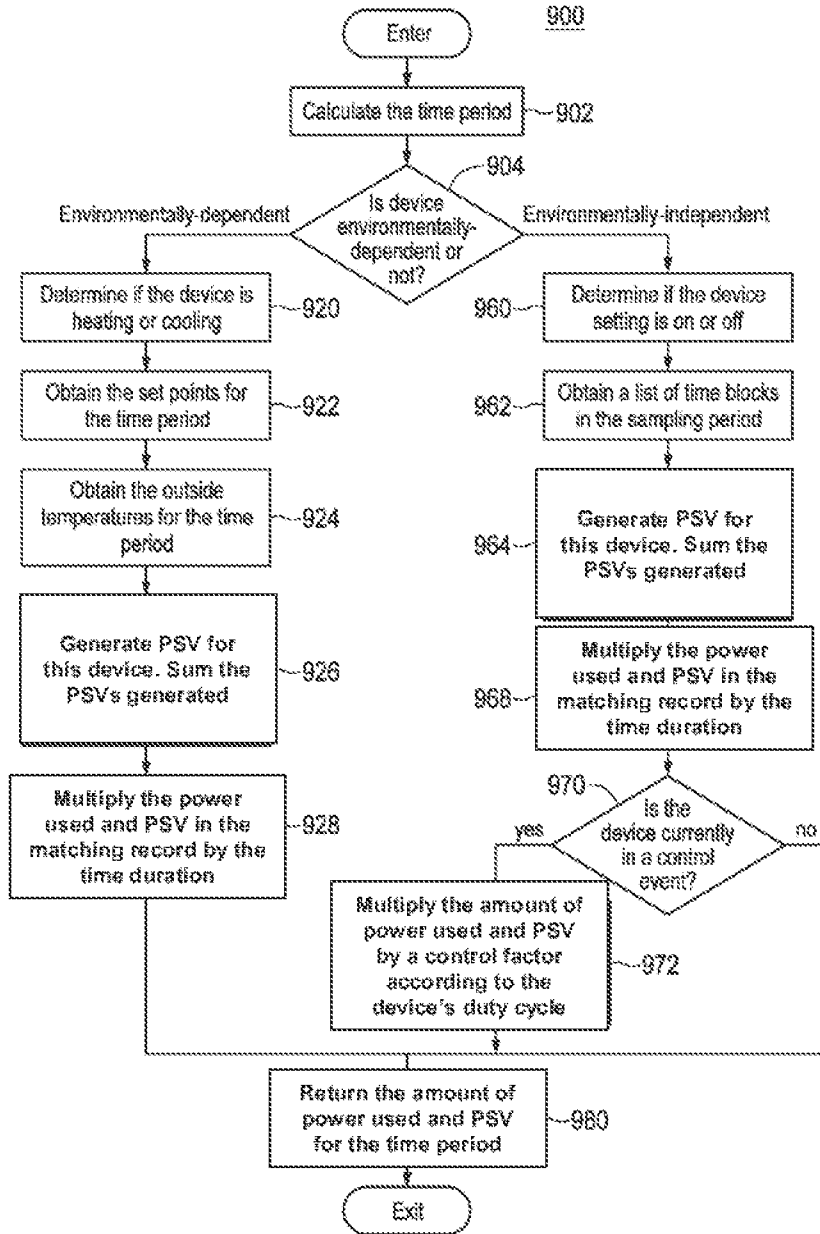 900
Enter
Calculate the time period
902
904
Is device
environmentally-
dependent or
not?
Environmentally-dependent
Environmentally-independent
Determine if the device is
heating or cooling
920
Obtain the set points for
the time period
922
Obtain the outside
temperatures for the time
period
924
Generate PSV for
this device. Sum the
PSVs generated
926
Multiply the power
used and PSV in the
matching record by the
time duration
928
Determine if the device
setting is on or off
960
Obtain a list of time blocks
in the sampling period
962
Generate PSV for
this device. Sum the
PSVs generated
964
Multiply the power
used and PSV in the
matching record by the
time duration
968
970
Is the
device currently
in a control
event?
yes
no
Multiply the amount of
power used and PSV
by a control factor
according to the
device's duty cycle
972
Return the amount of
power used and PSV
for the time period
980
Exit